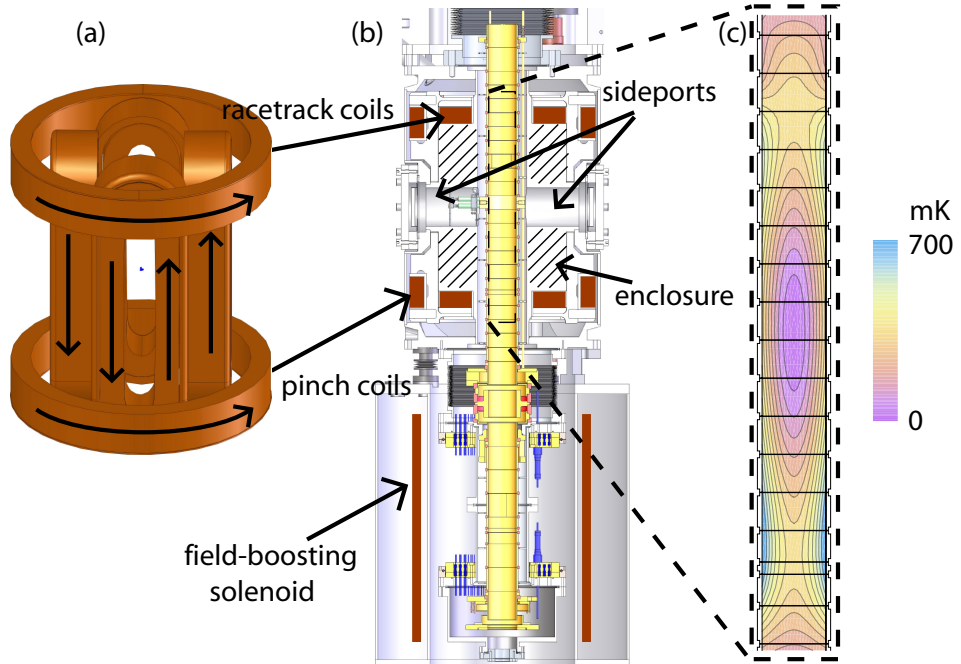 (a)
(b)
(c)
racetrack coils
sideports
mK
700
enclosure
pinch coils
0
field-boosting
solenoid